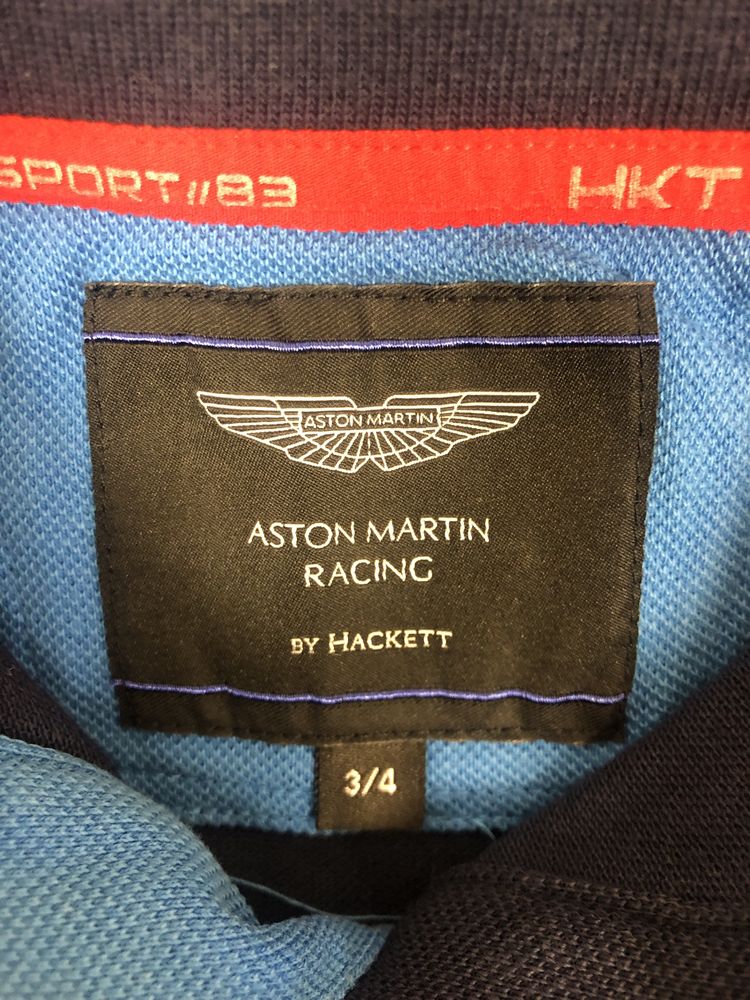 SPORT//83 HKT
ASTON MARTIN
ASTON MARTIN
RACING
BY HACKETT
3/4